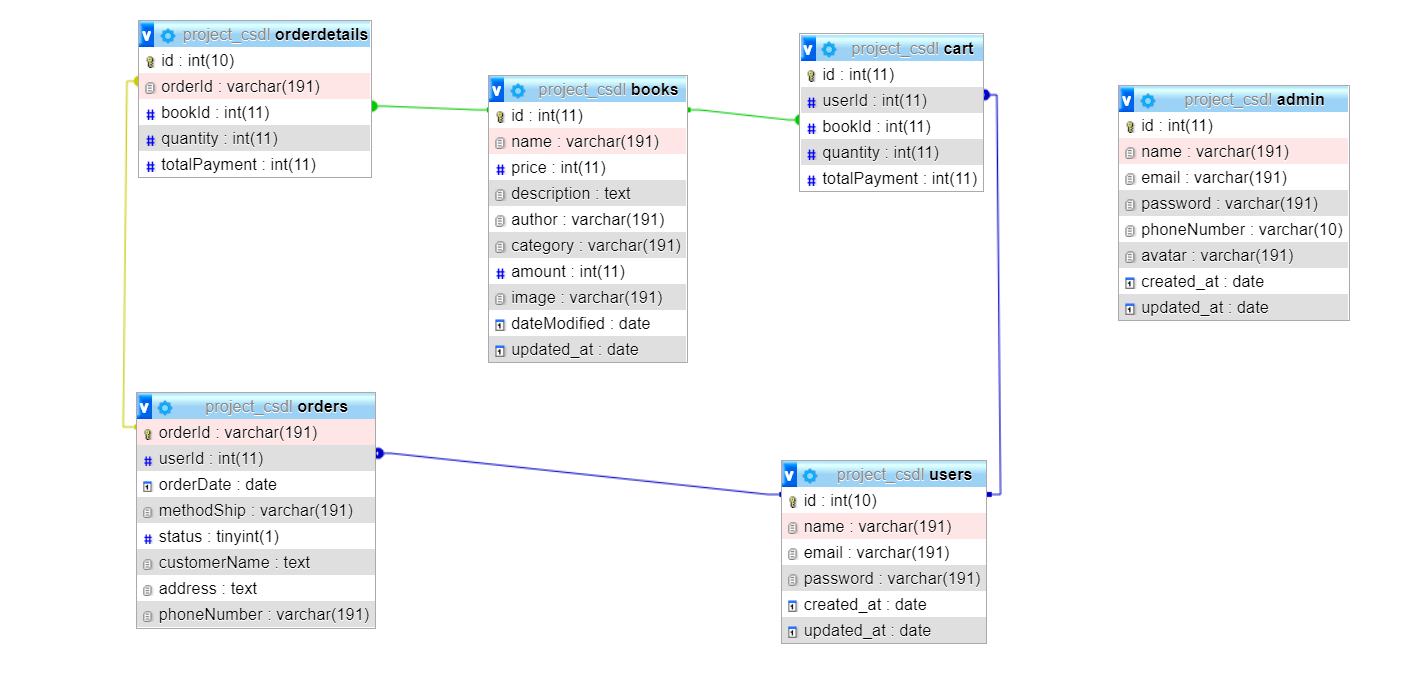 v project_csdl orderdetails
id : int(10)
orderId : varchar(191)
# bookId : int(11)
# quantity : int(11)
# totalPayment : int(11)
v project_csdl books
id : int(11)
name : varchar(191)
# price : int(11)
description : text
author : varchar(191)
category : varchar(191)
# amount : int(11)
image : varchar(191)
dateModified : date
updated_at : date
v project_csdl cart
id : int(11)
# userId : int(11)
# bookId : int(11)
# quantity : int(11)
# totalPayment : int(11)
v project_csdl admin
id : int(11)
name : varchar(191)
email : varchar(191)
password : varchar(191)
phoneNumber : varchar(10)
avatar : varchar(191)
created_at : date
updated_at : date
v project_csdl orders
orderId : varchar(191)
# userId : int(11)
orderDate : date
methodShip : varchar(191)
# status : tinyint(1)
customerName : text
address : text
phoneNumber : varchar(191)
v project_csdl users
id : int(10)
name : varchar(191)
email : varchar(191)
password : varchar(191)
created_at : date
updated_at : date